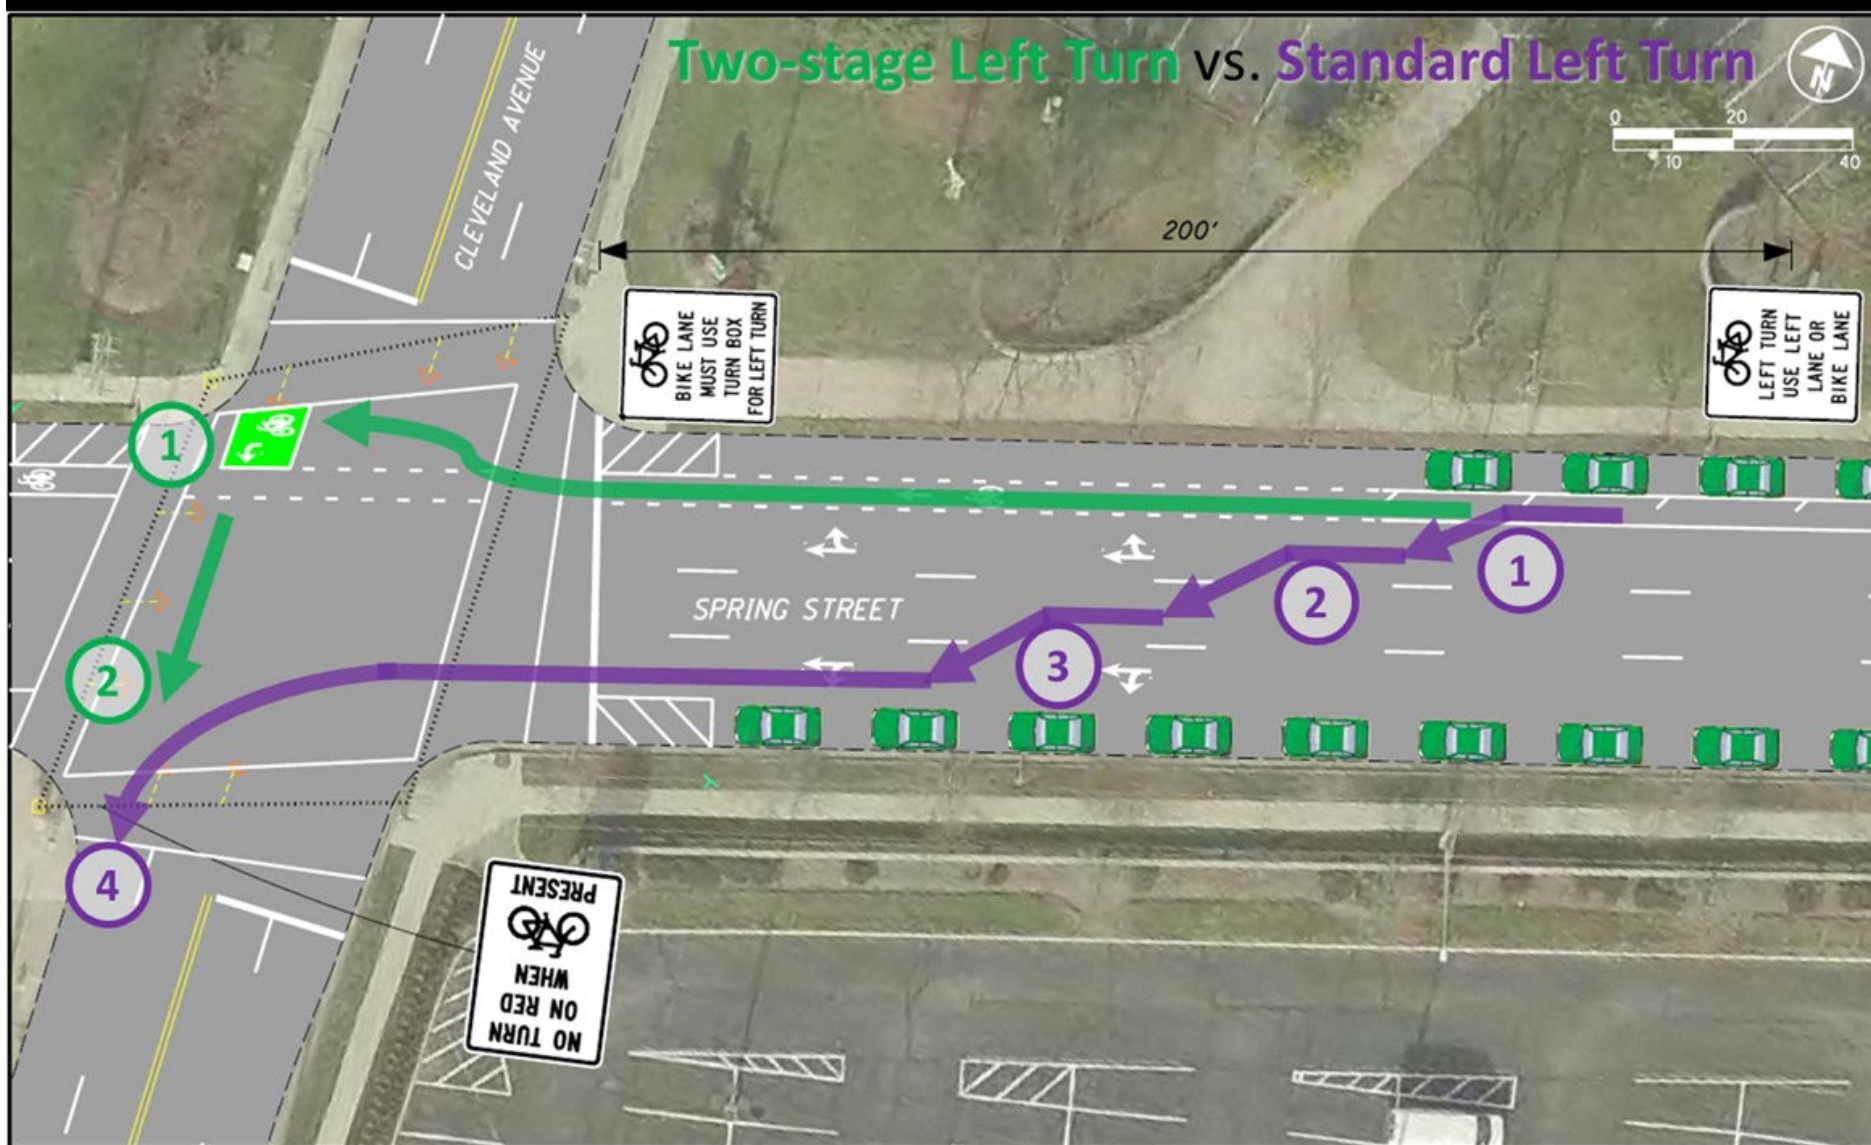 Two-stage Left Turn vs. Standard Left Turn
N
0 20
10 40
CLEVELAND AVENUE
200'
BIKE LANE
MUST USE
TURN BOX
FOR LEFT TURN
LEFT TURN
USE LEFT
LANE OR
BIKE LANE
1
2
SPRING STREET
1
2
3
4
NO TURN
ON RED
WHEN
PRESENT